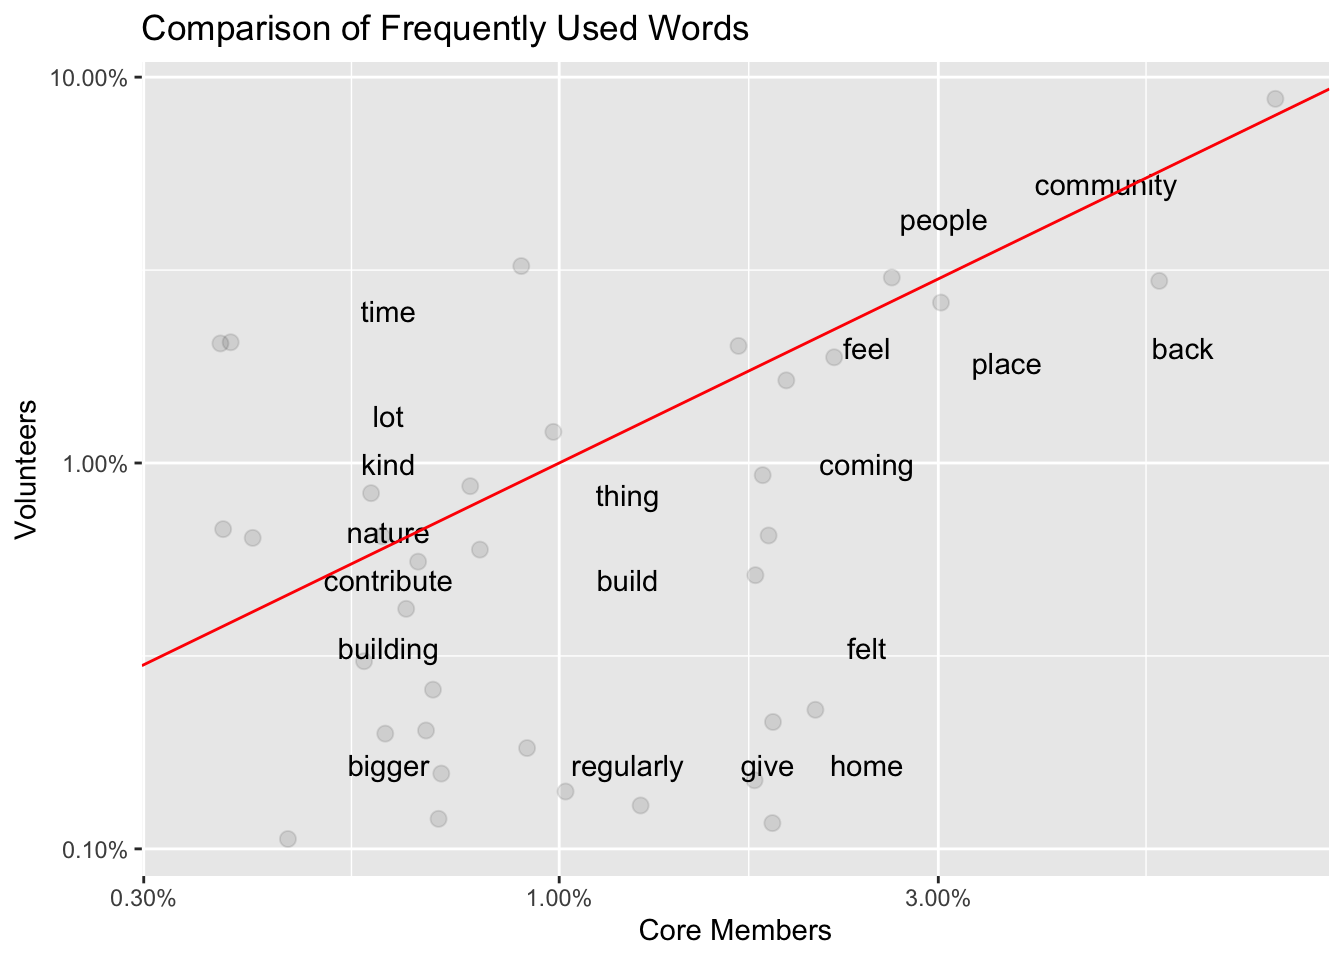 Comparison of Frequently Used Words
10.00%
community
people
time
feel
back
place
lot
1.00%
kind
coming
thing
Volunteers
nature
contribute
build
building
felt
bigger
regularly
give
home
0.10%
0.30%
1.00%
3.00%
Core Members